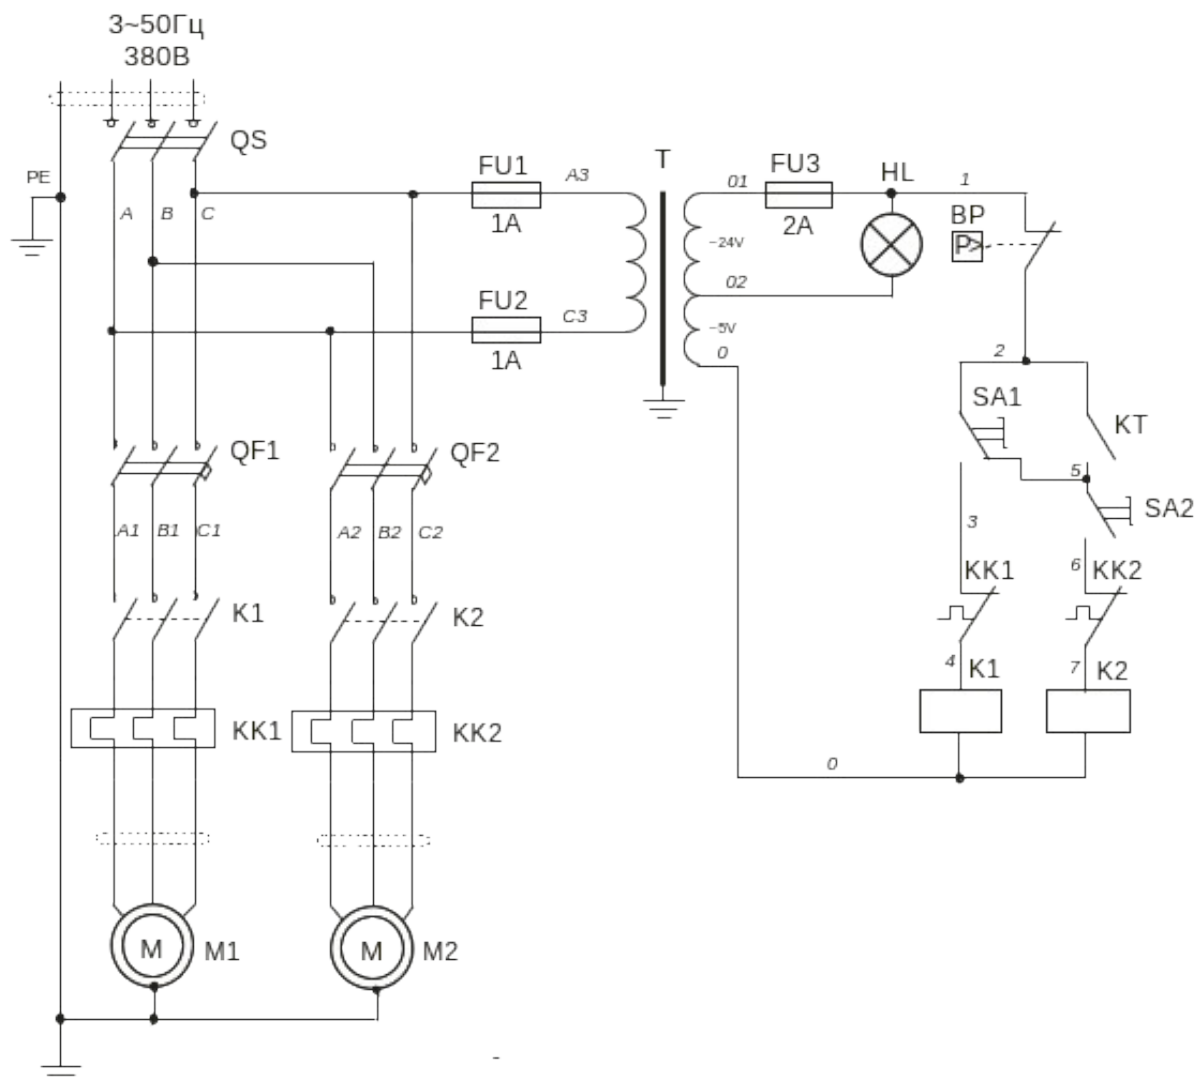 3~50Гц
380В
QS
PE
A
B
C
FU1
1A
A3
FU2
1A
C3
T
01
~24V
02
~5V
0
FU3
2A
HL
1
BP
P>
2
SA1
KT
5
SA2
3
KK1
6
KK2
4
K1
7
K2
0
QF1
QF2
A1
B1
C1
A2
B2
C2
K1
K2
KK1
KK2
M
M1
M
M2